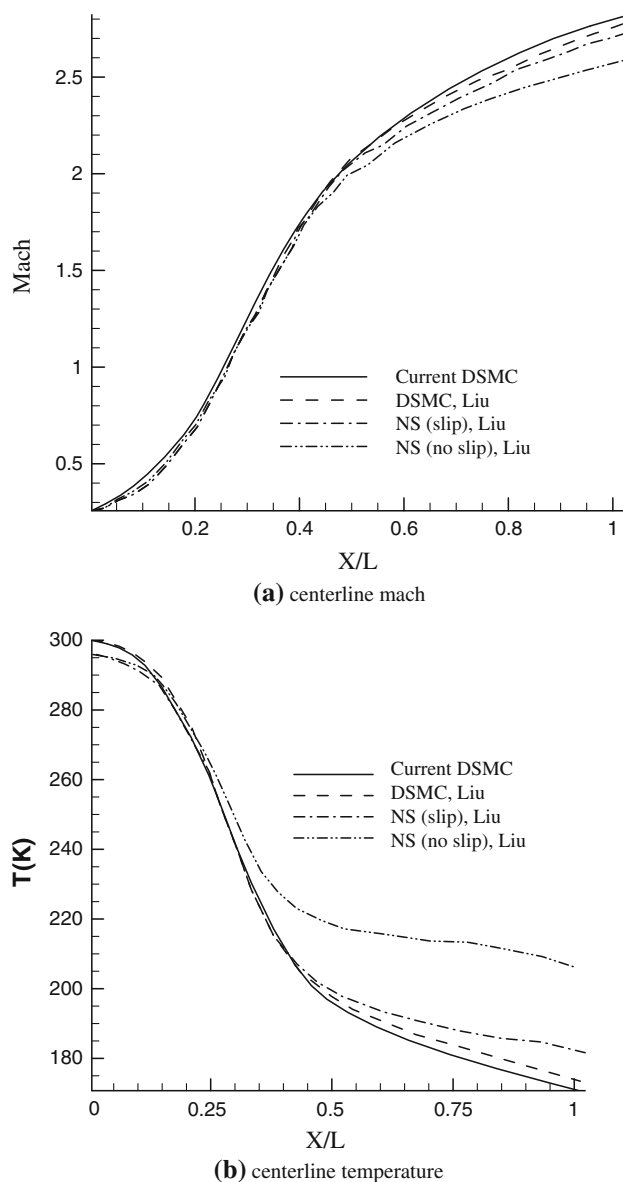 2.5
2
1.5
1
0.5
Mach
Current DSMC
DSMC, Liu
NS (slip), Liu
NS (no slip), Liu
0.2
0.4
0.6
0.8
1
X/L
(a) centerline mach
300
280
260
240
220
200
180
T(K)
Current DSMC
DSMC, Liu
NS (slip), Liu
NS (no slip), Liu
0
0.25
0.5
0.75
1
X/L
(b) centerline temperature